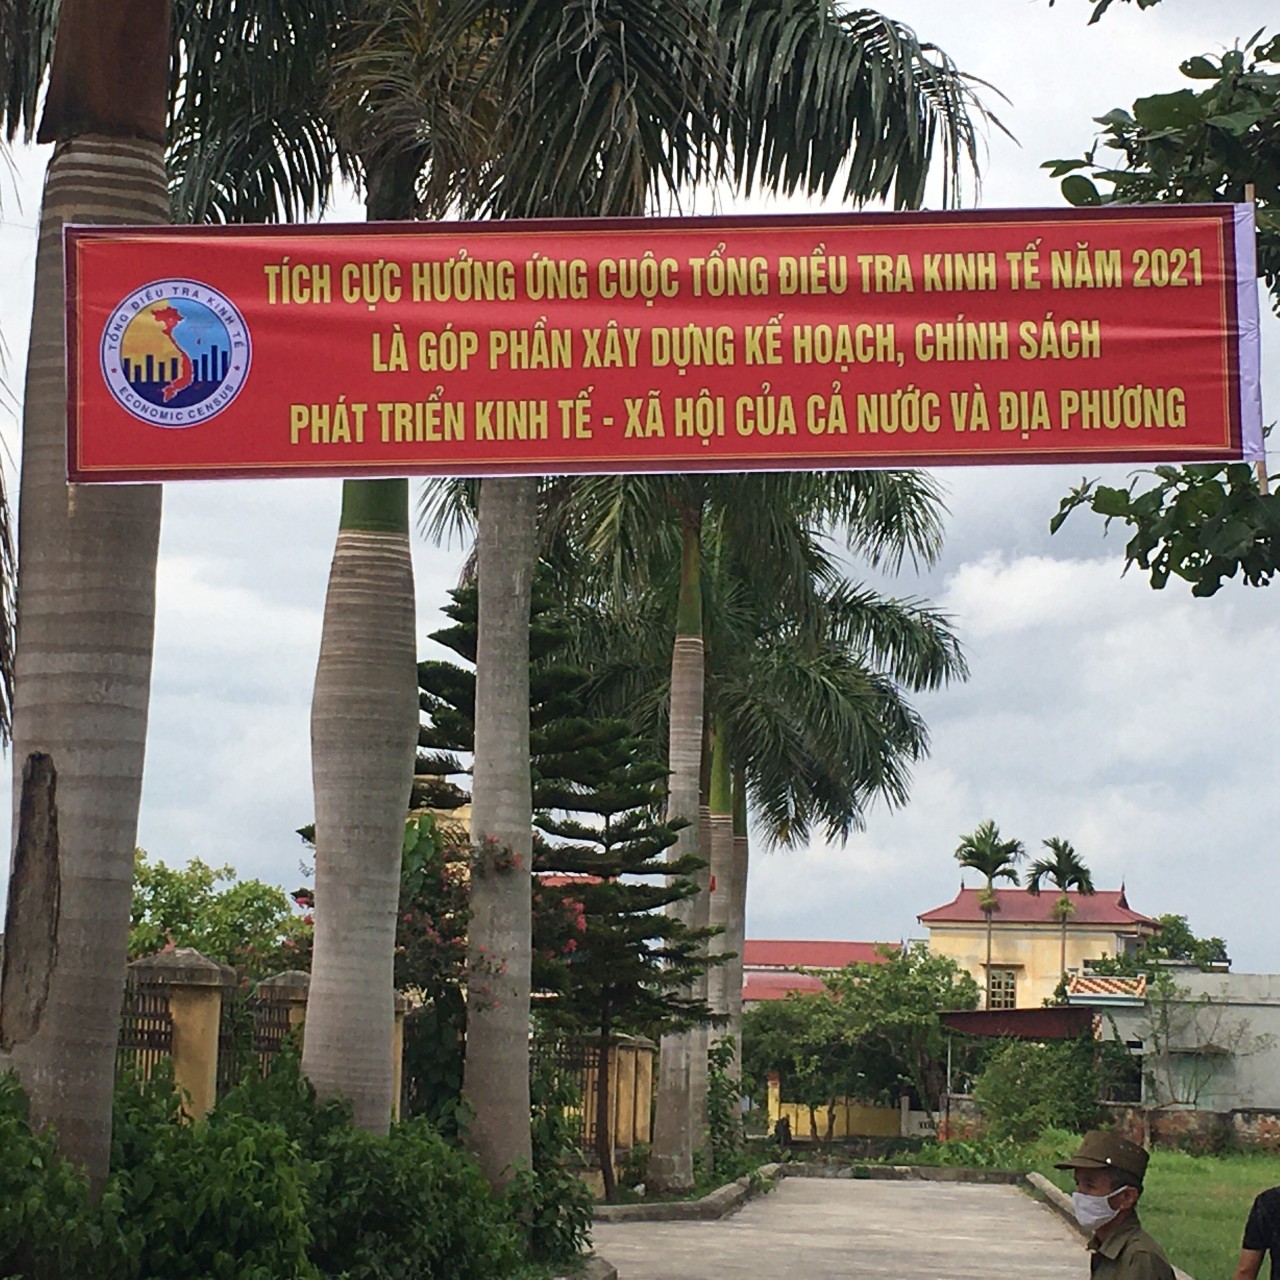 TÍCH CỰC HƯỞNG ỨNG CUỘC TỔNG ĐIỀU TRA KINH TẾ NĂM 2021
LÀ GÓP PHẦN XÂY DỰNG KẾ HOẠCH, CHÍNH SÁCH
PHÁT TRIỂN KINH TẾ - XÃ HỘI CỦA CẢ NƯỚC VÀ ĐỊA PHƯƠNG
TỔNG ĐIỀU TRA KINH TẾ
ECONOMIC CENSUS